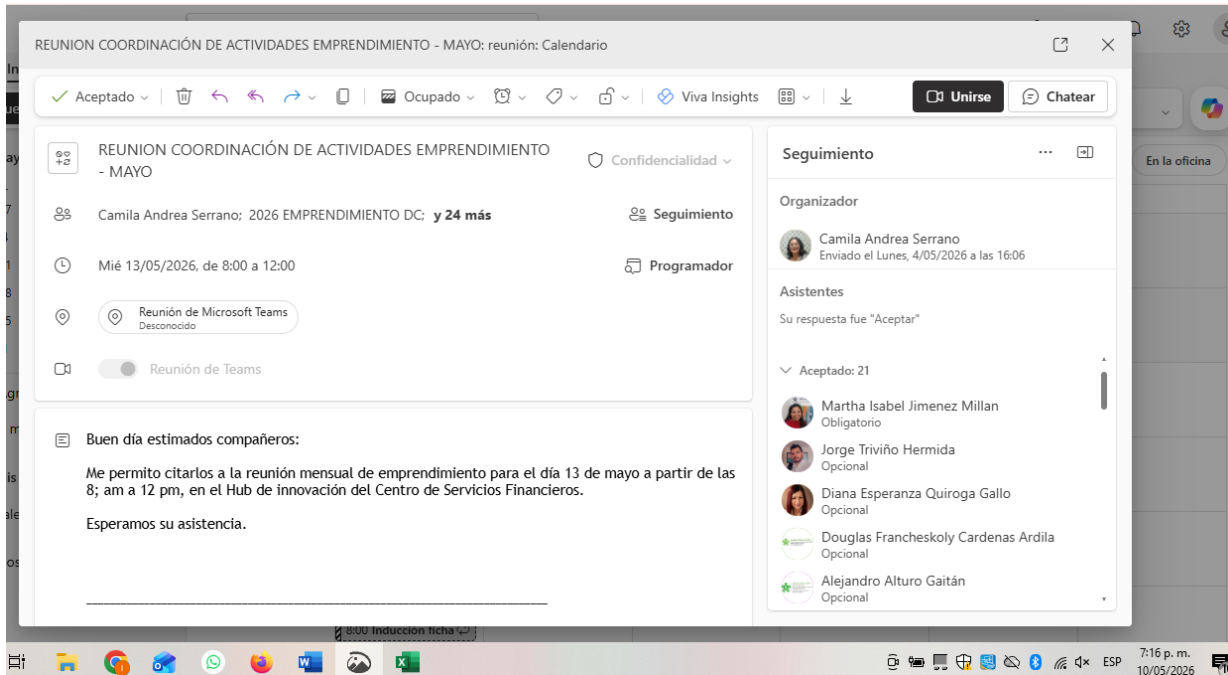 REUNION COORDINACIÓN DE ACTIVIDADES EMPRENDIMIENTO - MAYO: reunión: Calendario
Aceptado
Ocupado
Viva Insights
Unirse
Chatear
REUNION COORDINACIÓN DE ACTIVIDADES EMPRENDIMIENTO
- MAYO
Confidencialidad
Camila Andrea Serrano; 2026 EMPRENDIMIENTO DC; y 24 más
Seguimiento
Mié 13/05/2026, de 8:00 a 12:00
Programador
Reunión de Microsoft Teams
Desconocido
Reunión de Teams
Buen día estimados compañeros:
Me permito citarlos a la reunión mensual de emprendimiento para el día 13 de mayo a partir de las
8; am a 12 pm, en el Hub de innovación del Centro de Servicios Financieros.
Esperamos su asistencia.
Seguimiento
Organizador
Camila Andrea Serrano
Enviado el Lunes, 4/05/2026 a las 16:06
Asistentes
Su respuesta fue "Aceptar"
Aceptado: 21
Martha Isabel Jimenez Millan
Obligatorio
Jorge Triviño Hermida
Opcional
Diana Esperanza Quiroga Gallo
Opcional
Douglas Francheskoly Cardenas Ardila
Opcional
Alejandro Alturo Gaitán
Opcional
En la oficina
8:00 Inducción ficha
ESP
7:16 p. m.
10/05/2026